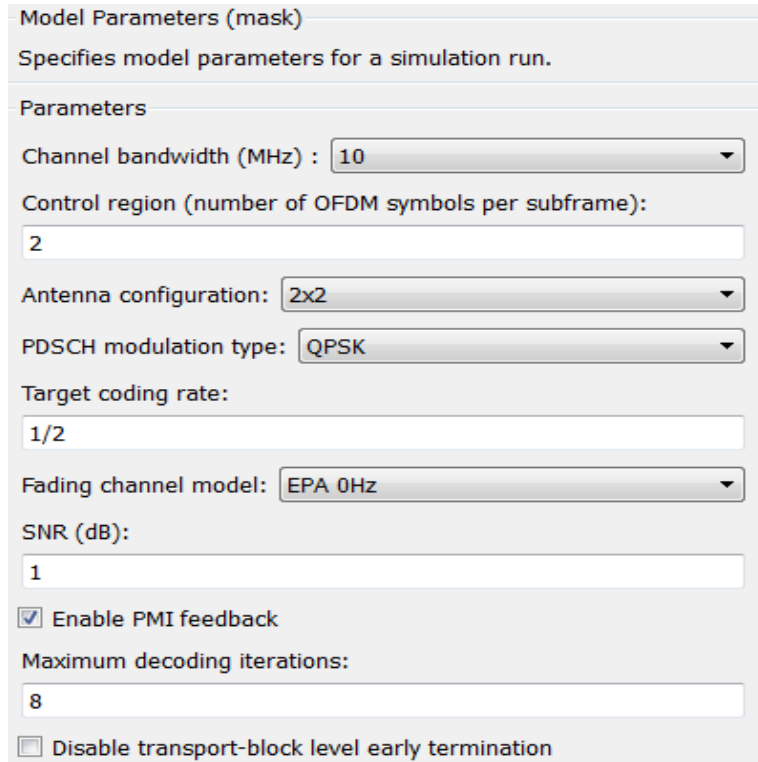 Model Parameters (mask)
Specifies model parameters for a simulation run.
Parameters
Channel bandwidth (MHz) : 10
Control region (number of OFDM symbols per subframe):
2
Antenna configuration: 2x2
PDSCH modulation type: QPSK
Target coding rate:
1/2
Fading channel model: EPA 0Hz
SNR (dB):
1
Enable PMI feedback
Maximum decoding iterations:
8
Disable transport-block level early termination